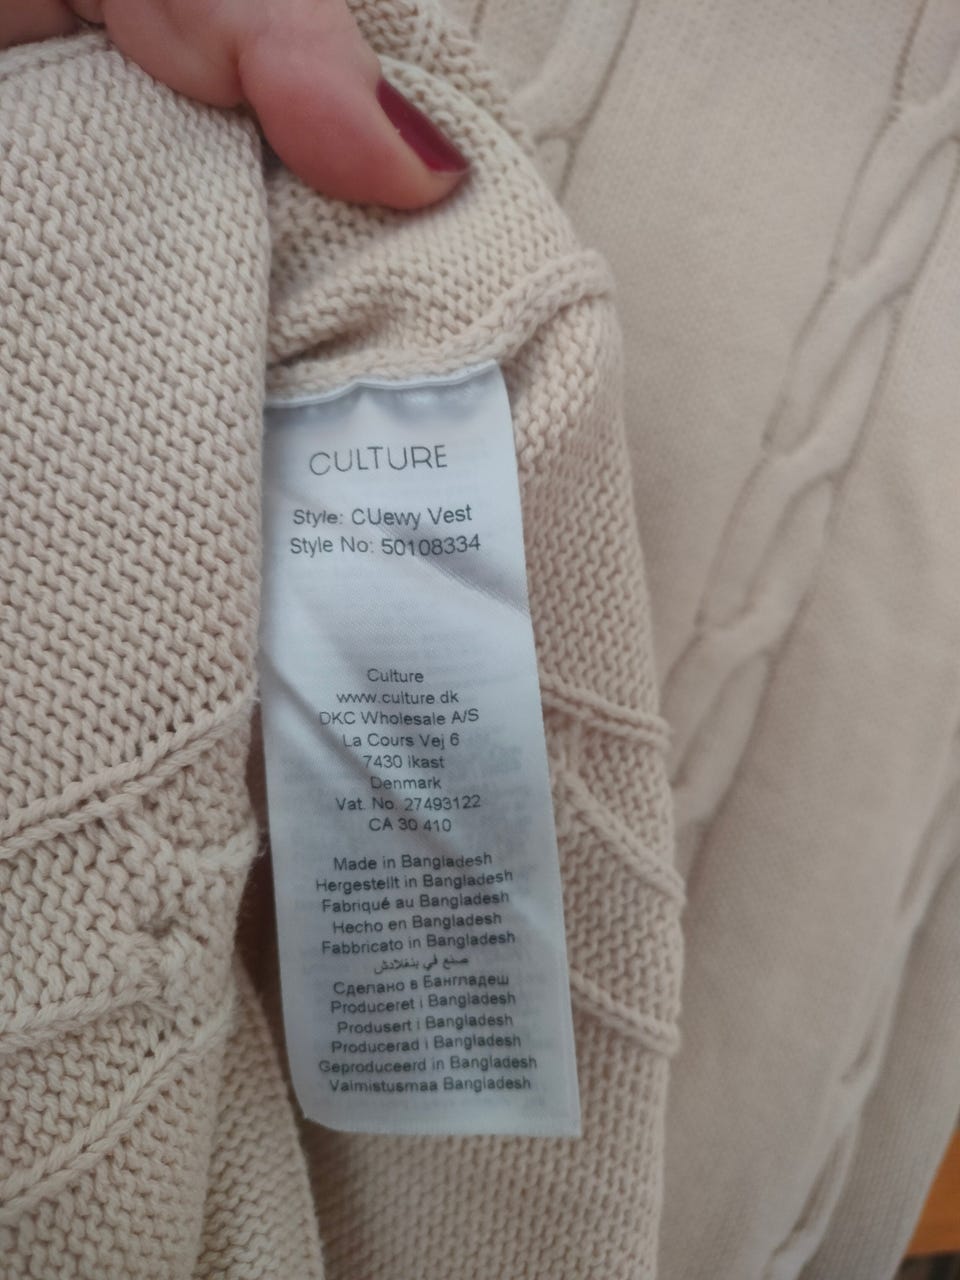 CULTURE
Style: CUewy Vest
Style No: 50108334
Culture
www.culture.dk
DKC Wholesale A/S
La Cours Vej 6
7430 Ikast
Denmark
Vat. No. 27493122
CA 30 410
Made in Bangladesh
Hergestellt in Bangladesh
Fabriqué au Bangladesh
Hecho en Bangladesh
Fabbricato in Bangladesh
صنع في بنغلادش
Сделано в Бангладеш
Produceret i Bangladesh
Produsert i Bangladesh
Producerad i Bangladesh
Geproduceerd in Bangladesh
Valmistusmaa Bangladesh